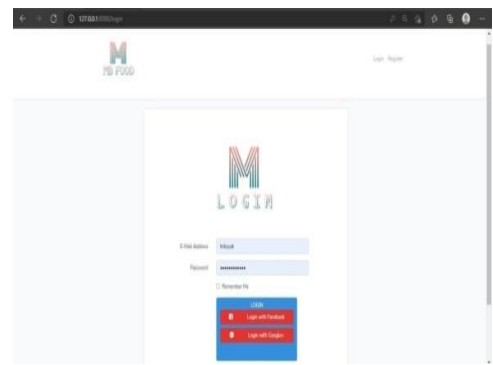 127.0.0.1:8000/login
MB FOOD
Login Register
LOGIN
E-Mail Address
Password
Remember Me
LOGIN
Login with Facebook
Login with Google+